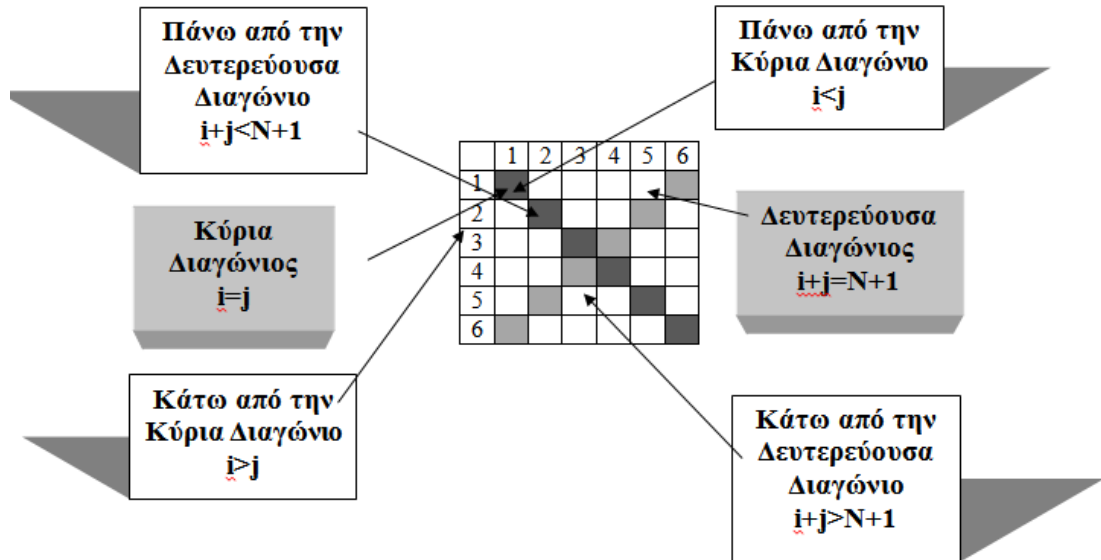 Πάνω από την
Δευτερεύουσα
Διαγώνιο
i+j<N+1
Πάνω από την
Κύρια Διαγώνιο
i<j
1 2 3 4 5 6
1
2
3
4
5
6
Κύρια
Διαγώνιος
i=j
Δευτερεύουσα
Διαγώνιος
i+j=N+1
Κάτω από την
Κύρια Διαγώνιο
i>j
Κάτω από την
Δευτερεύουσα
Διαγώνιο
i+j>N+1